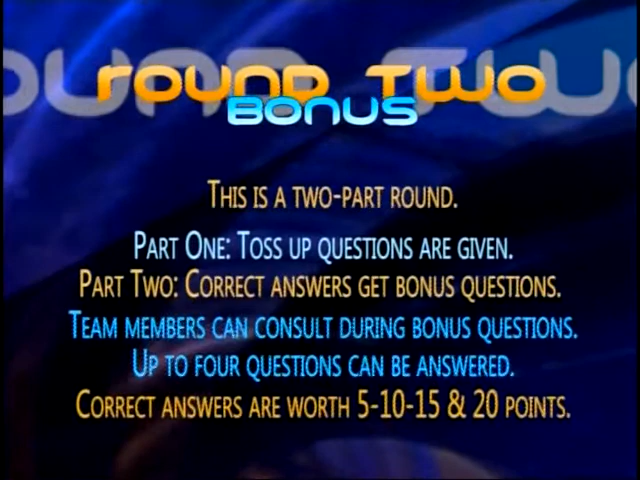 ROUND TWO
ROUND TWO
BONUS
THIS IS A TWO-PART ROUND.
PART ONE: TOSS UP QUESTIONS ARE GIVEN.
PART TWO: CORRECT ANSWERS GET BONUS QUESTIONS.
TEAM MEMBERS CAN CONSULT DURING BONUS QUESTIONS.
UP TO FOUR QUESTIONS CAN BE ANSWERED.
CORRECT ANSWERS ARE WORTH 5-10-15 & 20 POINTS.